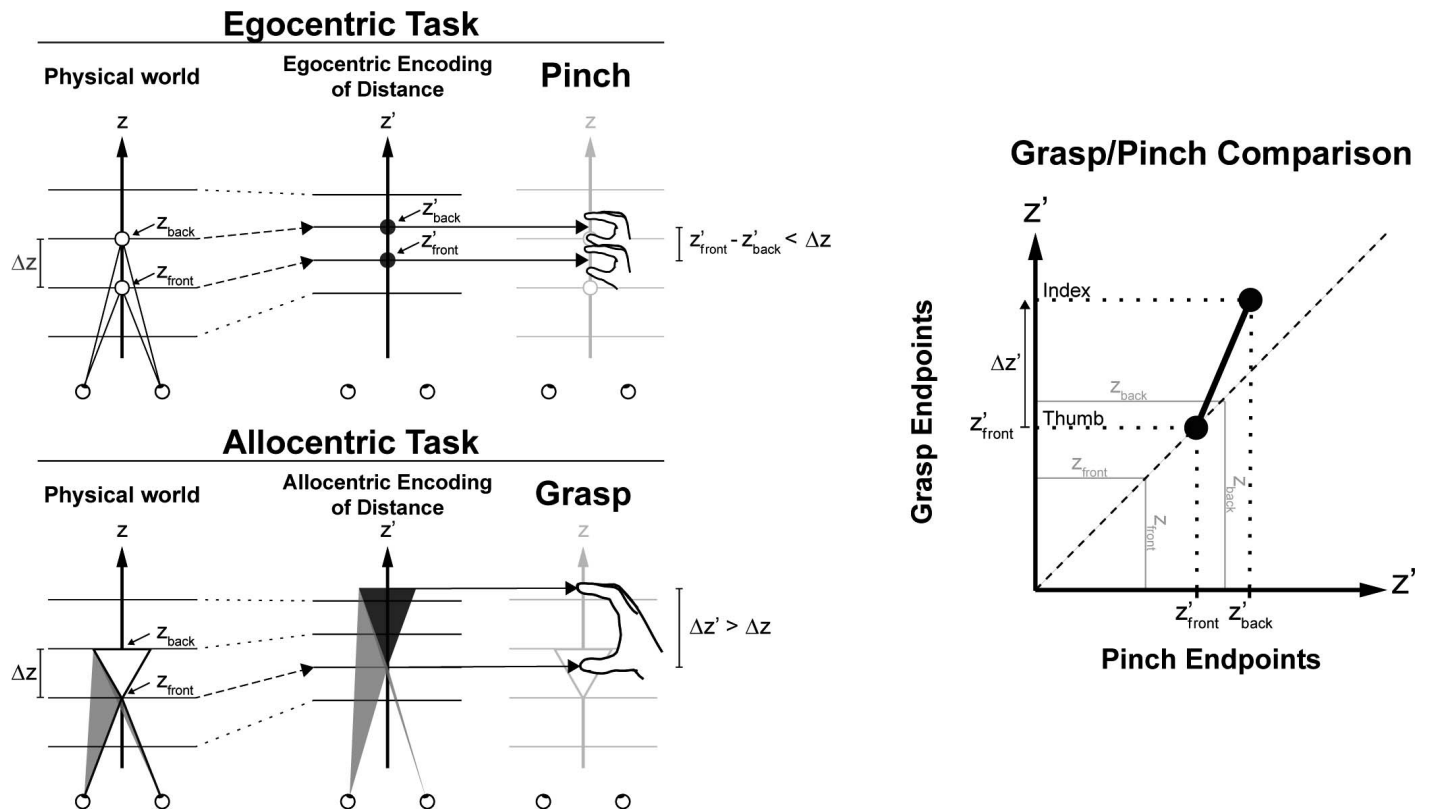 Egocentric Task
Physical world
Egocentric Encoding
of Distance
Pinch
z
z'
z
z_back
z_front
Δz
z'_back
z'_front
z'_front - z'_back < Δz
Allocentric Task
Physical world
Allocentric Encoding
of Distance
Grasp
z
z'
z
z_back
z_front
Δz
Δz' > Δz
Grasp/Pinch Comparison
z'
Index
Δz'
z_back
Thumb
z'_front
z_front
z_back
z_front
z'
z'_front
z'_back
Grasp Endpoints
Pinch Endpoints